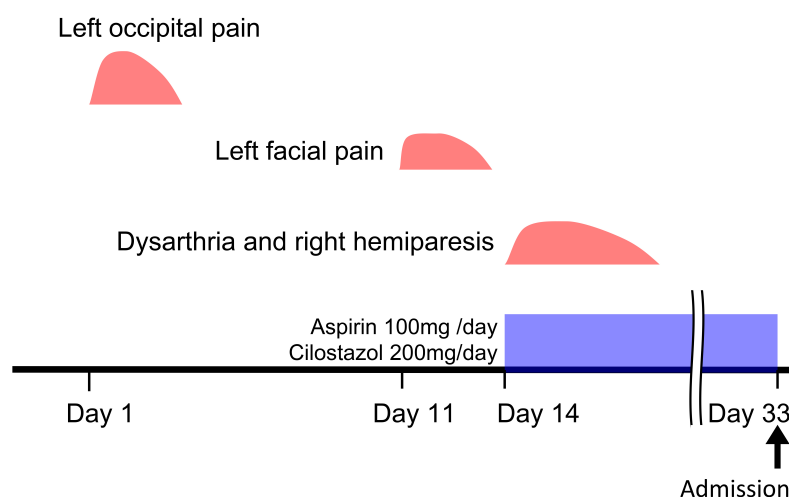 Left occipital pain
Left facial pain
Dysarthria and right hemiparesis
Aspirin 100mg /day
Cilostazol 200mg/day
Day 1
Day 11
Day 14
Day 33
Admission